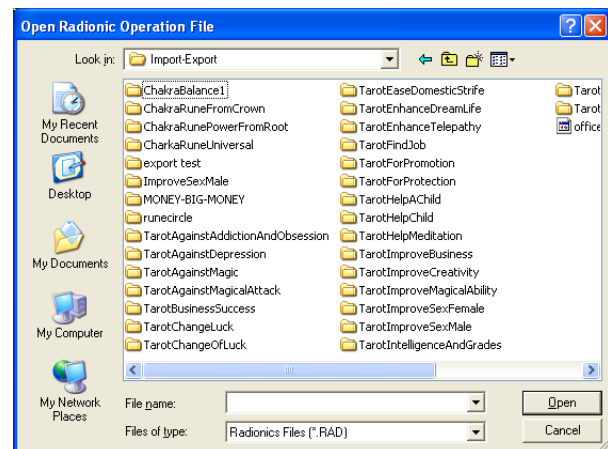 Open Radionic Operation File
Look in:
Import-Export
My Recent
Documents
Desktop
My Documents
My Computer
My Network
Places
ChakraBalance1
ChakraRuneFromCrown
ChakraRunePowerFromRoot
CharkaRuneUniversal
export test
ImproveSexMale
MONEY-BIG-MONEY
runecircle
TarotAgainstAddictionAndObsession
TarotAgainstDepression
TarotAgainstMagic
TarotAgainstMagicalAttack
TarotBusinessSuccess
TarotChangeLuck
TarotChangeOfLuck
TarotEaseDomesticStrife
TarotEnhanceDreamLife
TarotEnhanceTelepathy
TarotFindJob
TarotForPromotion
TarotForProtection
TarotHelpAChild
TarotHelpChild
TarotHelpMeditation
TarotImproveBusiness
TarotImproveCreativity
TarotImproveMagicalAbility
TarotImproveSexFemale
TarotImproveSexMale
TarotIntelligenceAndGrades
Tarot
Tarot
office
File name:
Open
Files of type:
Radionics Files (*.RAD)
Cancel